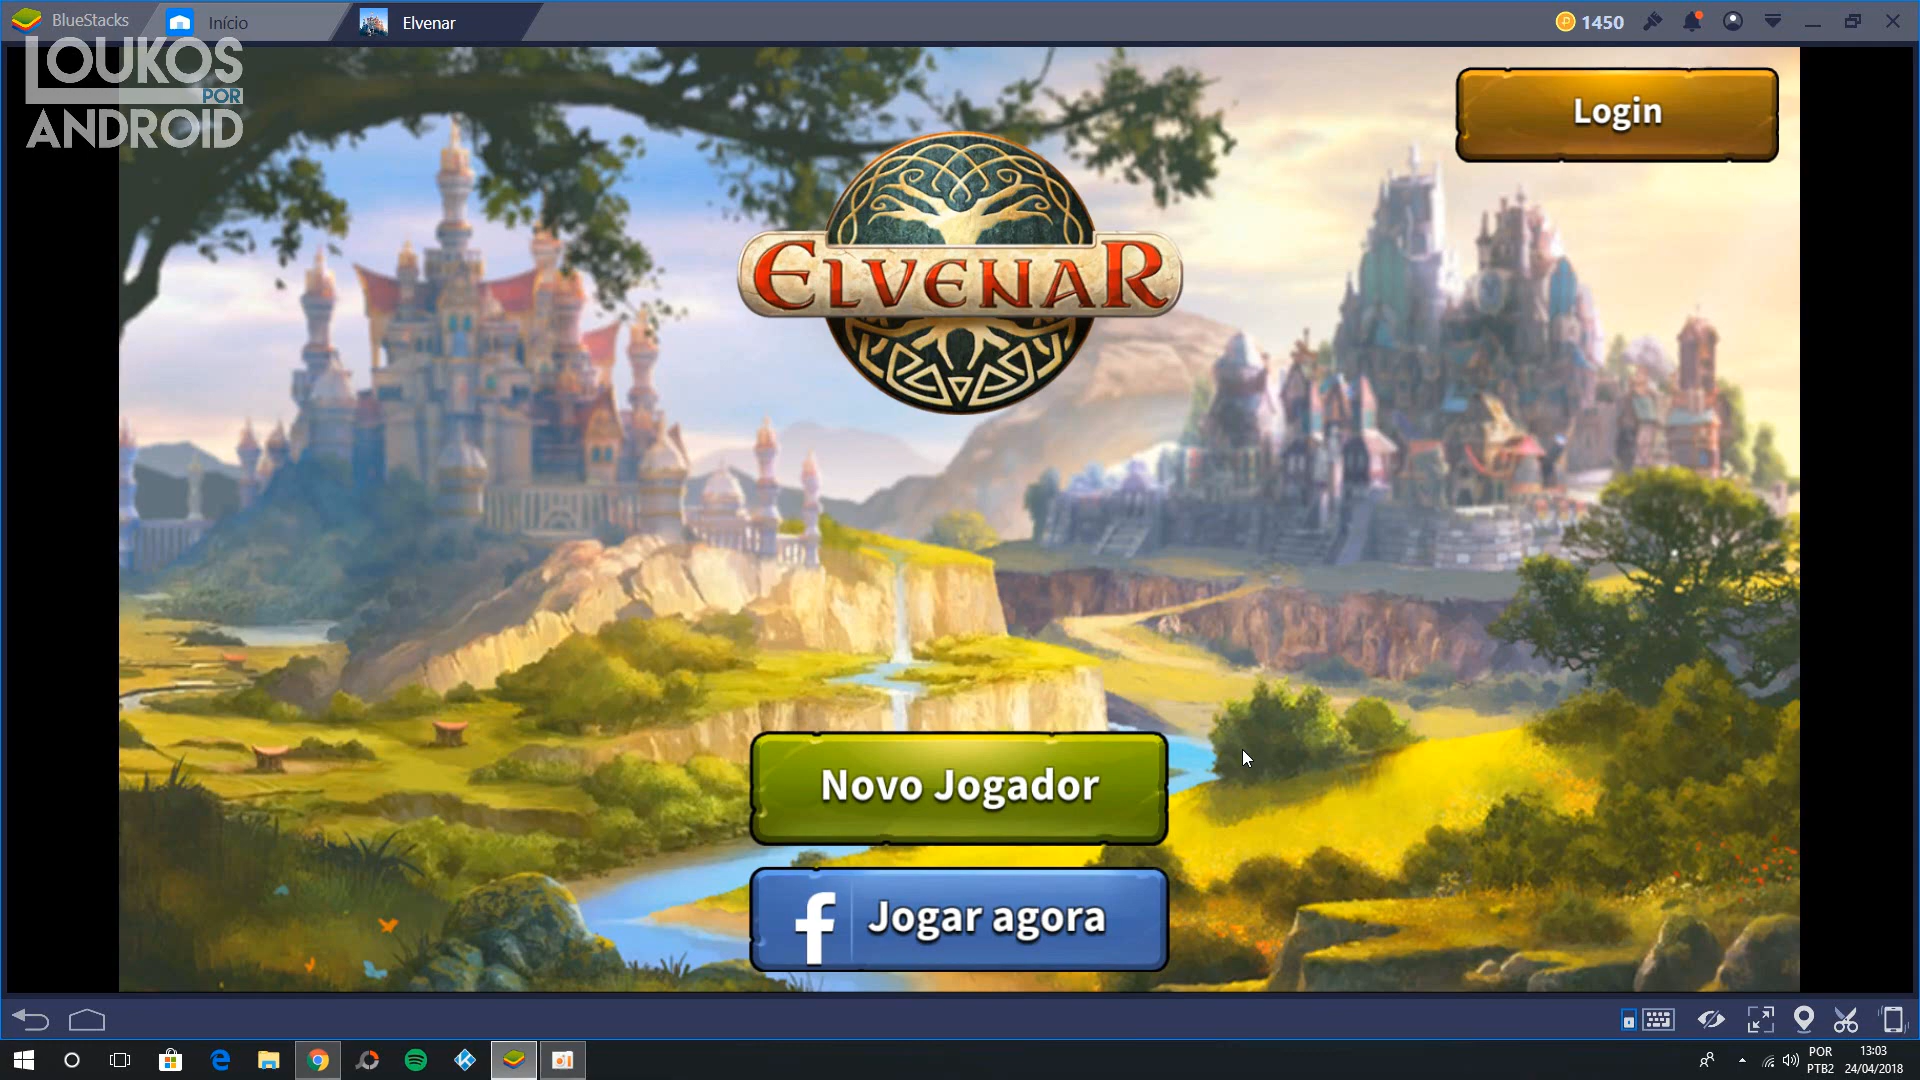 BlueStacks
Início
Elvenar
1450
LOUKOS
POR
ANDROID
Login
ELVENAR
Novo Jogador
f Jogar agora
POR
PTB2
13:03
24/04/2018